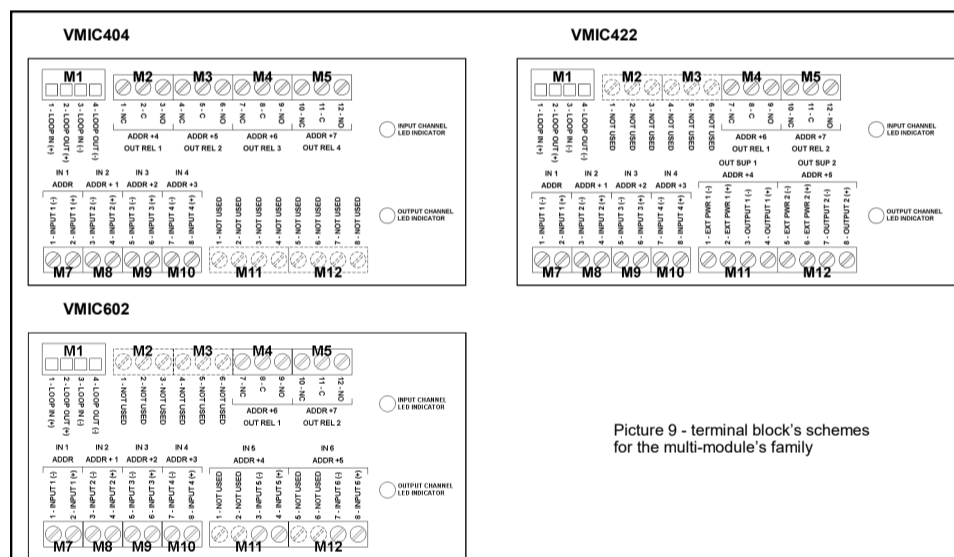 VMIC404
M1 M2 M3 M4 M5
1 - LOOP IN (+)
2 - LOOP OUT (+)
3 - LOOP IN (-)
4 - LOOP OUT (-)
1 - NC
2 - C
3 - NO
4 - NC
5 - C
6 - NO
7 - NC
8 - C
9 - NO
10 - NC
11 - C
12 - NO
ADDR +4 ADDR +5 ADDR +6 ADDR +7
OUT REL 1 OUT REL 2 OUT REL 3 OUT REL 4
INPUT CHANNEL
LED INDICATOR
IN 1 IN 2 IN 3 IN 4
ADDR ADDR + 1 ADDR +2 ADDR +3
1 - INPUT 1 (-)
2 - INPUT 1 (+)
3 - INPUT 2 (-)
4 - INPUT 2 (+)
5 - INPUT 3 (-)
6 - INPUT 3 (+)
7 - INPUT 4 (-)
8 - INPUT 4 (+)
1 - NOT USED
2 - NOT USED
3 - NOT USED
4 - NOT USED
5 - NOT USED
6 - NOT USED
7 - NOT USED
8 - NOT USED
OUTPUT CHANNEL
LED INDICATOR
M7 M8 M9 M10 M11 M12
VMIC422
M1 M2 M3 M4 M5
1 - LOOP IN (+)
2 - LOOP OUT (+)
3 - LOOP IN (-)
4 - LOOP OUT (-)
1 - NOT USED
2 - NOT USED
3 - NOT USED
4 - NOT USED
5 - NOT USED
6 - NOT USED
7 - NC
8 - C
9 - NO
10 - NC
11 - C
12 - NO
ADDR +6 ADDR +7
OUT REL 1 OUT REL 2
INPUT CHANNEL
LED INDICATOR
OUT SUP 1 OUT SUP 2
IN 1 IN 2 IN 3 IN 4 ADDR +4 ADDR +5
ADDR ADDR + 1 ADDR +2 ADDR +3
1 - INPUT 1 (-)
2 - INPUT 1 (+)
3 - INPUT 2 (-)
4 - INPUT 2 (+)
5 - INPUT 3 (-)
6 - INPUT 3 (+)
7 - INPUT 4 (-)
8 - INPUT 4 (+)
1 - EXT PWR 1 (-)
2 - EXT PWR 1 (+)
3 - OUTPUT 1 (-)
4 - OUTPUT 1 (+)
5 - EXT PWR 2 (-)
6 - EXT PWR 2 (+)
7 - OUTPUT 2 (-)
8 - OUTPUT 2 (+)
OUTPUT CHANNEL
LED INDICATOR
M7 M8 M9 M10 M11 M12
VMIC602
M1 M2 M3 M4 M5
1 - LOOP IN (+)
2 - LOOP OUT (+)
3 - LOOP IN (-)
4 - LOOP OUT (-)
1 - NOT USED
2 - NOT USED
3 - NOT USED
4 - NOT USED
5 - NOT USED
6 - NOT USED
7 - NC
8 - C
9 - NO
10 - NC
11 - C
12 - NO
ADDR +6 ADDR +7
OUT REL 1 OUT REL 2
INPUT CHANNEL
LED INDICATOR
IN 1 IN 2 IN 3 IN 4 IN 5 IN 6
ADDR ADDR + 1 ADDR +2 ADDR +3 ADDR +4 ADDR +5
1 - INPUT 1 (-)
2 - INPUT 1 (+)
3 - INPUT 2 (-)
4 - INPUT 2 (+)
5 - INPUT 3 (-)
6 - INPUT 3 (+)
7 - INPUT 4 (-)
8 - INPUT 4 (+)
1 - NOT USED
2 - NOT USED
3 - INPUT 5 (-)
4 - INPUT 5 (+)
5 - NOT USED
6 - NOT USED
7 - INPUT 6 (-)
8 - INPUT 6 (+)
OUTPUT CHANNEL
LED INDICATOR
M7 M8 M9 M10 M11 M12
Picture 9 - terminal block's schemes
for the multi-module's family